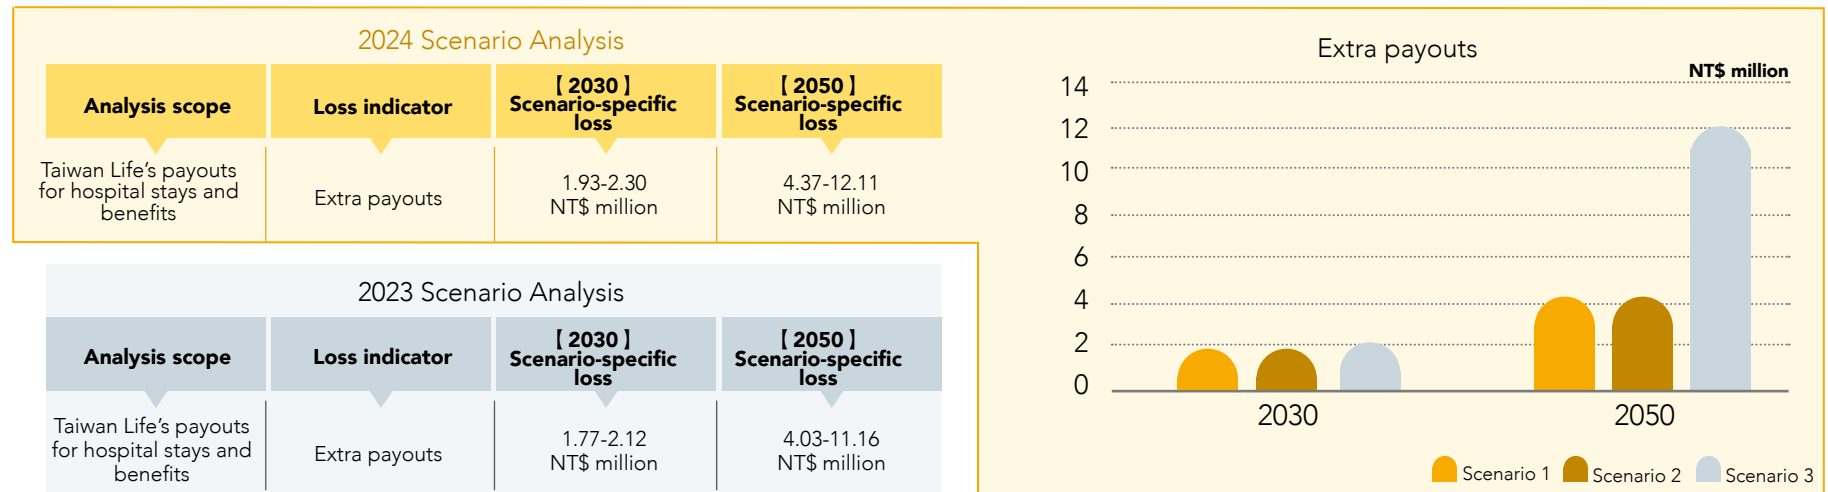 2024 Scenario Analysis
Analysis scope
Loss indicator
【 2030 】
Scenario-specific
loss
【 2050 】
Scenario-specific
loss
Taiwan Life’s payouts
for hospital stays and
benefits
Extra payouts
1.93-2.30
NT$ million
4.37-12.11
NT$ million
2023 Scenario Analysis
Analysis scope
Loss indicator
【 2030 】
Scenario-specific
loss
【 2050 】
Scenario-specific
loss
Taiwan Life’s payouts
for hospital stays and
benefits
Extra payouts
1.77-2.12
NT$ million
4.03-11.16
NT$ million
Extra payouts
NT$ million
14
12
10
8
6
4
2
0
2030
2050
Scenario 1
Scenario 2
Scenario 3